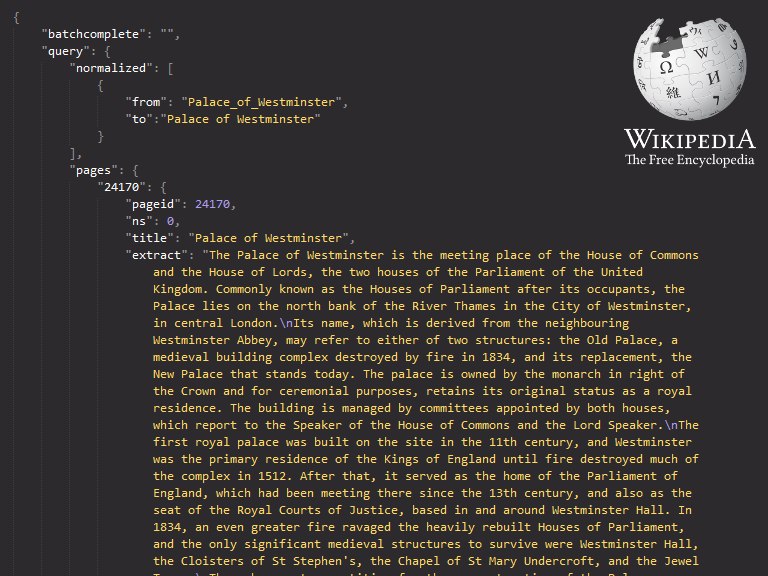 {
"batchcomplete": "",
"query": {
"normalized": [
{
"from": "Palace_of_Westminster",
"to":"Palace of Westminster"
}
],
"pages": {
"24170": {
"pageid": 24170,
"ns": 0,
"title": "Palace of Westminster",
"extract": "The Palace of Westminster is the meeting place of the House of Commons
and the House of Lords, the two houses of the Parliament of the United
Kingdom. Commonly known as the Houses of Parliament after its occupants, the
Palace lies on the north bank of the River Thames in the City of Westminster,
in central London.\nIts name, which is derived from the neighbouring
Westminster Abbey, may refer to either of two structures: the Old Palace, a
medieval building complex destroyed by fire in 1834, and its replacement, the
New Palace that stands today. The palace is owned by the monarch in right of
the Crown and for ceremonial purposes, retains its original status as a royal
residence. The building is managed by committees appointed by both houses,
which report to the Speaker of the House of Commons and the Lord Speaker.\nThe
first royal palace was built on the site in the 11th century, and Westminster
was the primary residence of the Kings of England until fire destroyed much of
the complex in 1512. After that, it served as the home of the Parliament of
England, which had been meeting there since the 13th century, and also as the
seat of the Royal Courts of Justice, based in and around Westminster Hall. In
1834, an even greater fire ravaged the heavily rebuilt Houses of Parliament,
and the only significant medieval structures to survive were Westminster Hall,
the Cloisters of St Stephen's, the Chapel of St Mary Undercroft, and the Jewel
Ω W
維 И
WIKIPEDIA
The Free Encyclopedia